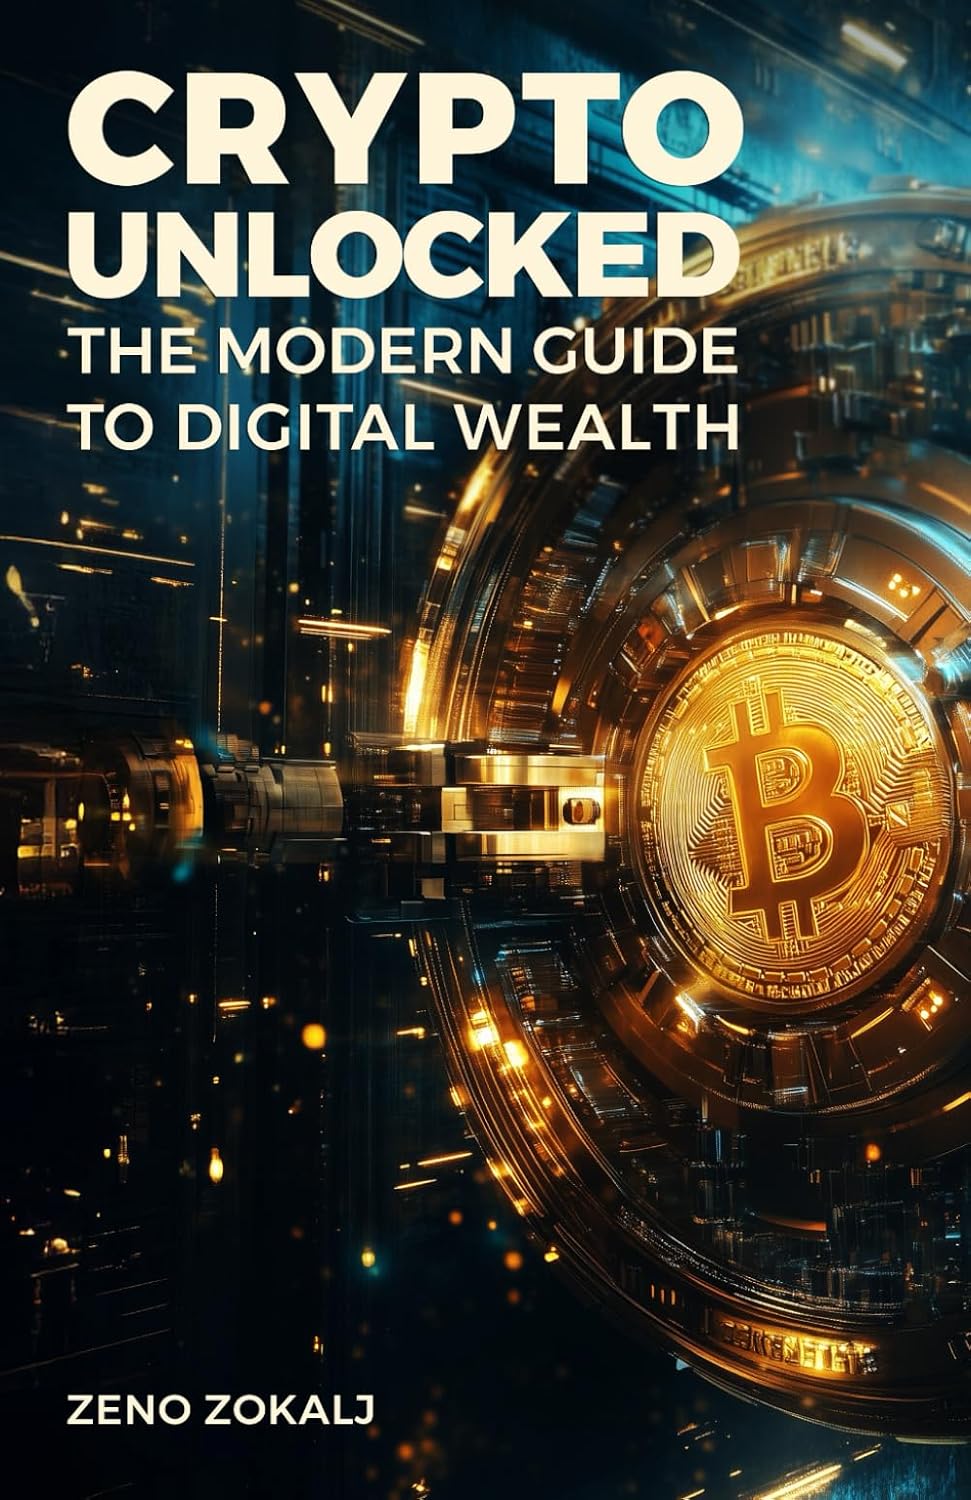 CRYPTO
UNLOCKED
THE MODERN GUIDE
TO DIGITAL WEALTH
ZENO ZOKALJ